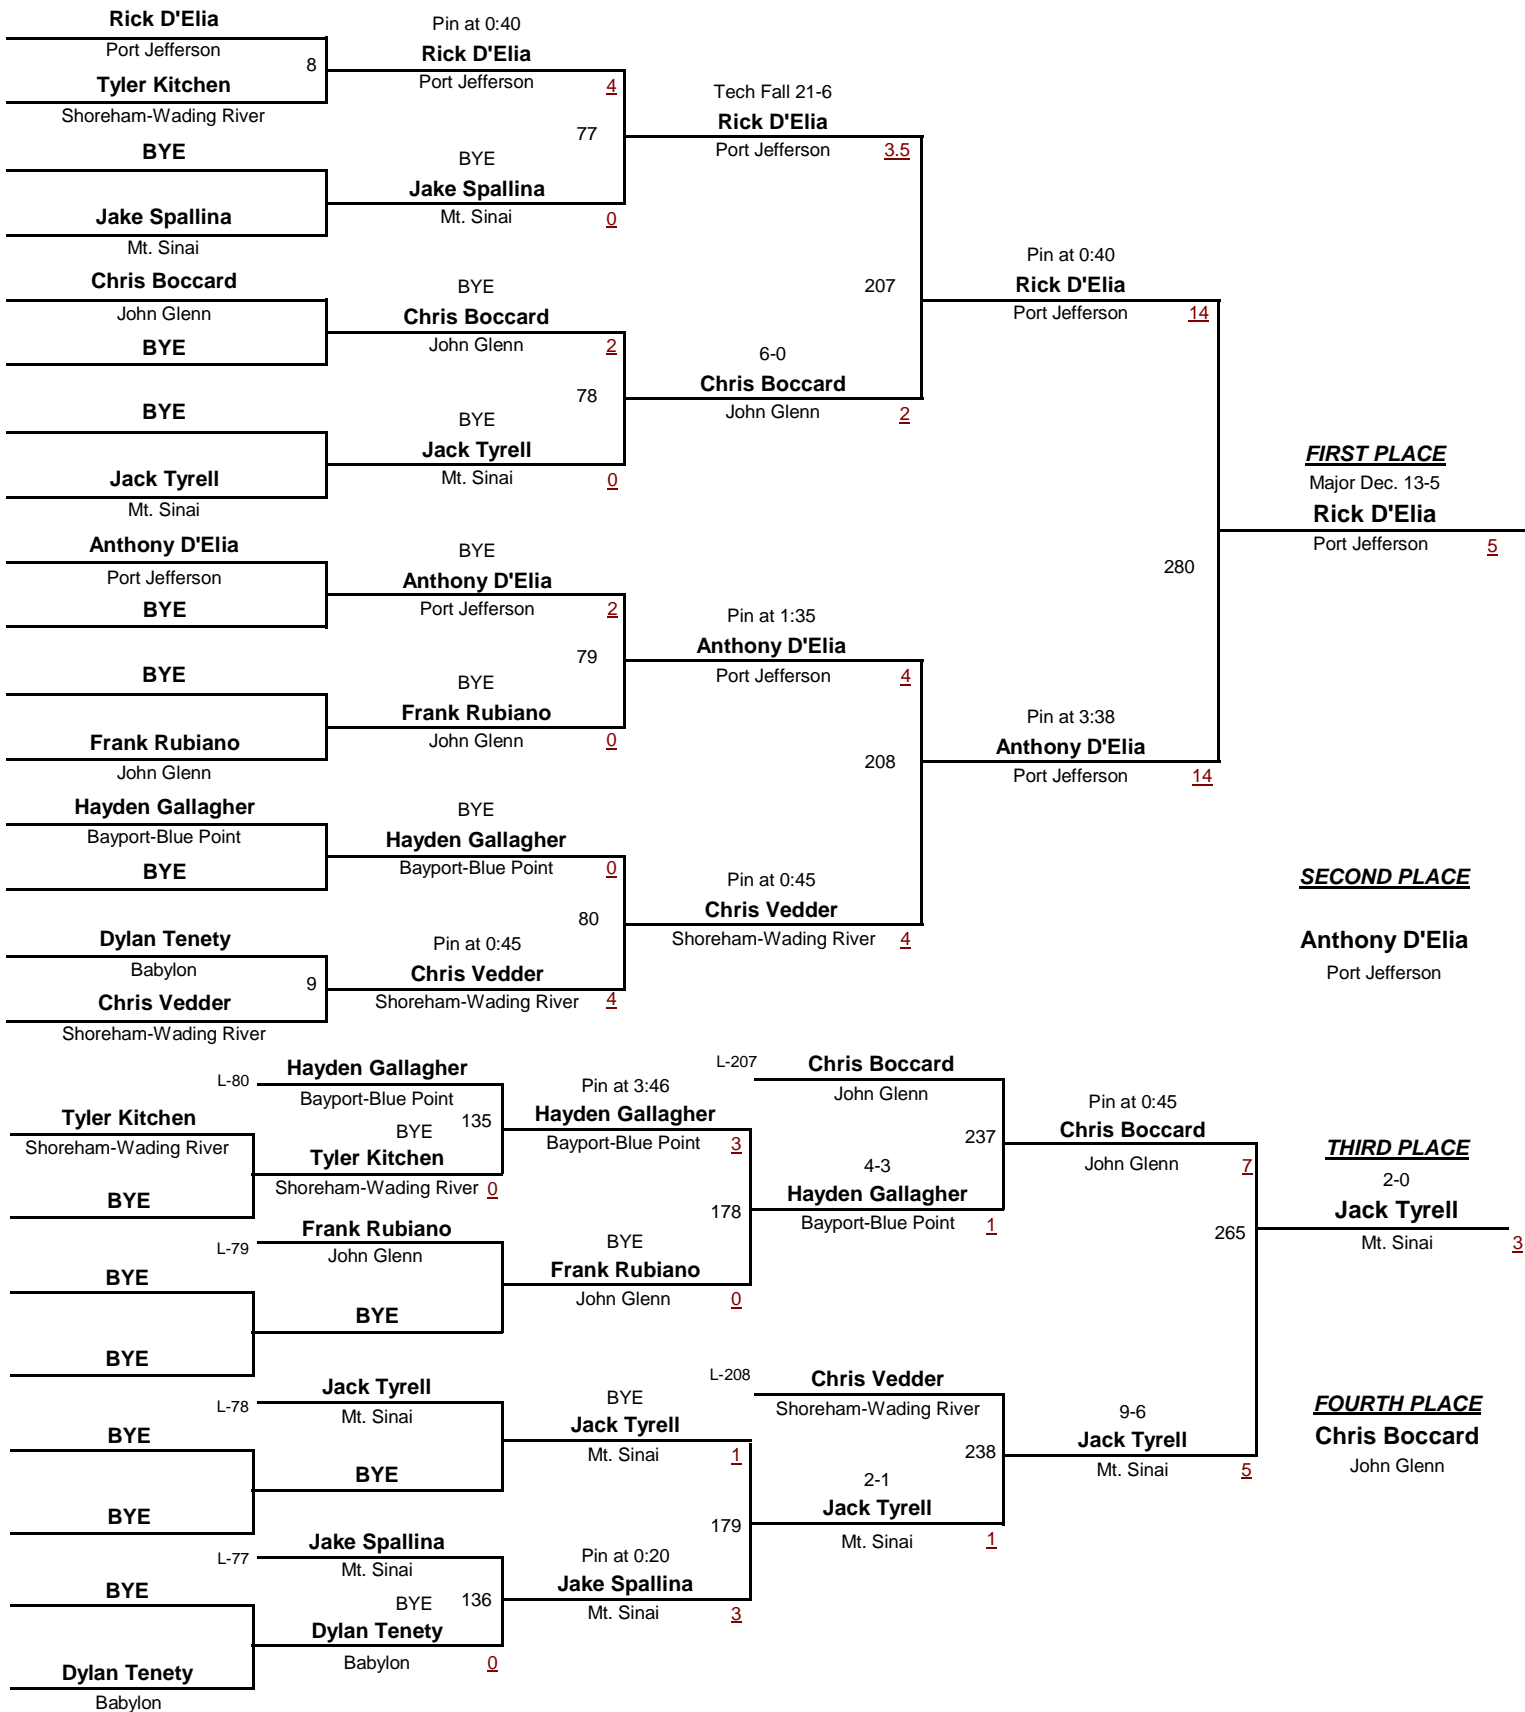 Rick D'Elia
Port Jefferson
8
Tyler Kitchen
Shoreham-Wading River
BYE
Jake Spallina
Mt. Sinai
Chris Boccard
John Glenn
BYE
BYE
Jack Tyrell
Mt. Sinai
Anthony D'Elia
Port Jefferson
BYE
BYE
Frank Rubiano
John Glenn
Hayden Gallagher
Bayport-Blue Point
BYE
Dylan Tenety
Babylon
9
Chris Vedder
Shoreham-Wading River
Pin at 0:40
Rick D'Elia
Port Jefferson 4
77
BYE
Jake Spallina
Mt. Sinai 0
BYE
Chris Boccard
John Glenn 2
78
BYE
Jack Tyrell
Mt. Sinai 0
BYE
Anthony D'Elia
Port Jefferson 2
79
BYE
Frank Rubiano
John Glenn 0
BYE
Hayden Gallagher
Bayport-Blue Point 0
80
Pin at 0:45
Chris Vedder
Shoreham-Wading River 4
Tech Fall 21-6
Rick D'Elia
Port Jefferson 3.5
207
6-0
Chris Boccard
John Glenn 2
Pin at 1:35
Anthony D'Elia
Port Jefferson 4
208
Pin at 0:45
Chris Vedder
Shoreham-Wading River 4
Pin at 0:40
Rick D'Elia
Port Jefferson 14
280
Pin at 3:38
Anthony D'Elia
Port Jefferson 14
FIRST PLACE
Major Dec. 13-5
Rick D'Elia
Port Jefferson 5
SECOND PLACE
Anthony D'Elia
Port Jefferson
Tyler Kitchen
Shoreham-Wading River
BYE
BYE
BYE
BYE
BYE
BYE
Dylan Tenety
Babylon
L-80 Hayden Gallagher
Bayport-Blue Point
135
BYE
Tyler Kitchen
Shoreham-Wading River 0
L-79 Frank Rubiano
John Glenn
BYE
L-78 Jack Tyrell
Mt. Sinai
BYE
L-77 Jake Spallina
Mt. Sinai
136
BYE
Dylan Tenety
Babylon 0
Pin at 3:46
Hayden Gallagher
Bayport-Blue Point 3
178
BYE
Frank Rubiano
John Glenn 0
BYE
Jack Tyrell
Mt. Sinai 1
179
Pin at 0:20
Jake Spallina
Mt. Sinai 3
L-207 Chris Boccard
John Glenn
237
4-3
Hayden Gallagher
Bayport-Blue Point 1
L-208 Chris Vedder
Shoreham-Wading River
238
2-1
Jack Tyrell
Mt. Sinai 1
Pin at 0:45
Chris Boccard
John Glenn 7
265
9-6
Jack Tyrell
Mt. Sinai 5
THIRD PLACE
2-0
Jack Tyrell
Mt. Sinai 3
FOURTH PLACE
Chris Boccard
John Glenn